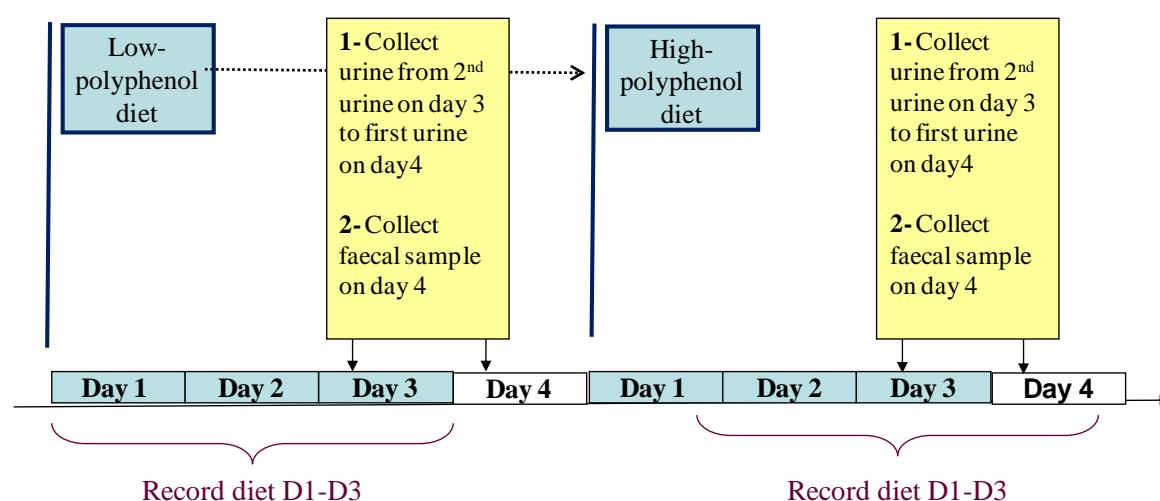 Low-
polyphenol
diet
1- Collect
urine from 2nd
urine on day 3
to first urine
on day4
2- Collect
faecal sample
on day 4
High-
polyphenol
diet
1- Collect
urine from 2nd
urine on day 3
to first urine
on day4
2- Collect
faecal sample
on day 4
Day 1 Day 2 Day 3 Day 4 Day 1 Day 2 Day 3 Day 4
Record diet D1-D3 Record diet D1-D3